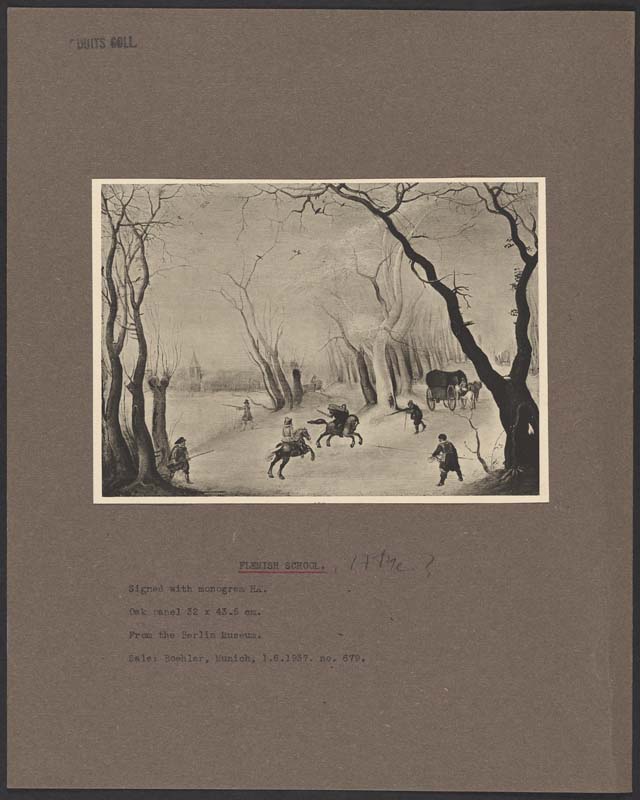 DUITS COLL.
FLEMISH SCHOOL.
Signed with monogram HA.
Oak panel 32 x 43.5 cm.
From the Berlin Museum.
Sale: Boehler, Munich, 1.6.1937. no. 679.